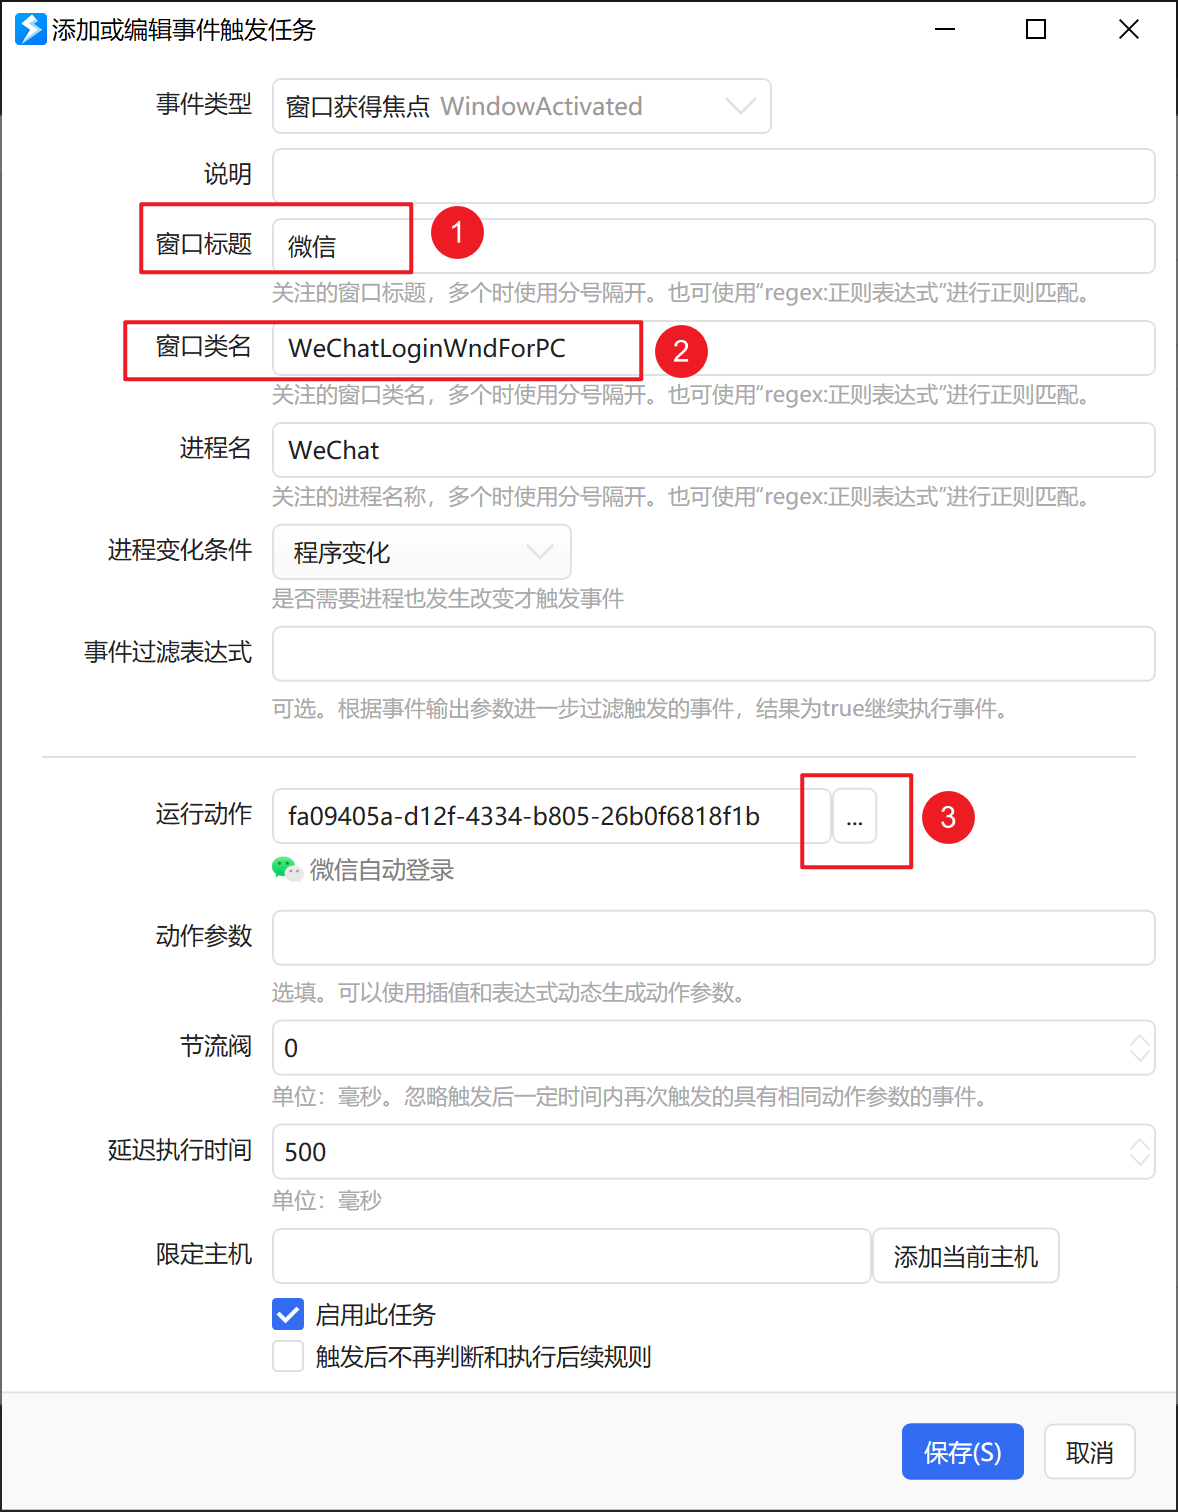 添加或编辑事件触发任务
事件类型 窗口获得焦点 WindowActivated
说明
窗口标题 微信 1
关注的窗口标题，多个时使用分号隔开。也可使用“regex:正则表达式”进行正则匹配。
窗口类名 WeChatLoginWndForPC 2
关注的窗口类名，多个时使用分号隔开。也可使用“regex:正则表达式”进行正则匹配。
进程名 WeChat
关注的进程名称，多个时使用分号隔开。也可使用“regex:正则表达式”进行正则匹配。
进程变化条件 程序变化
是否需要进程也发生改变才触发事件
事件过滤表达式
可选。根据事件输出参数进一步过滤触发的事件，结果为true继续执行事件。
运行动作 fa09405a-d12f-4334-b805-26b0f6818f1b ... 3
微信自动登录
动作参数
选填。可以使用插值和表达式动态生成动作参数。
节流阀 0
单位：毫秒。忽略触发后一定时间内再次触发的具有相同动作参数的事件。
延迟执行时间 500
单位：毫秒
限定主机 添加当前主机
启用此任务
触发后不再判断和执行后续规则
保存(S) 取消